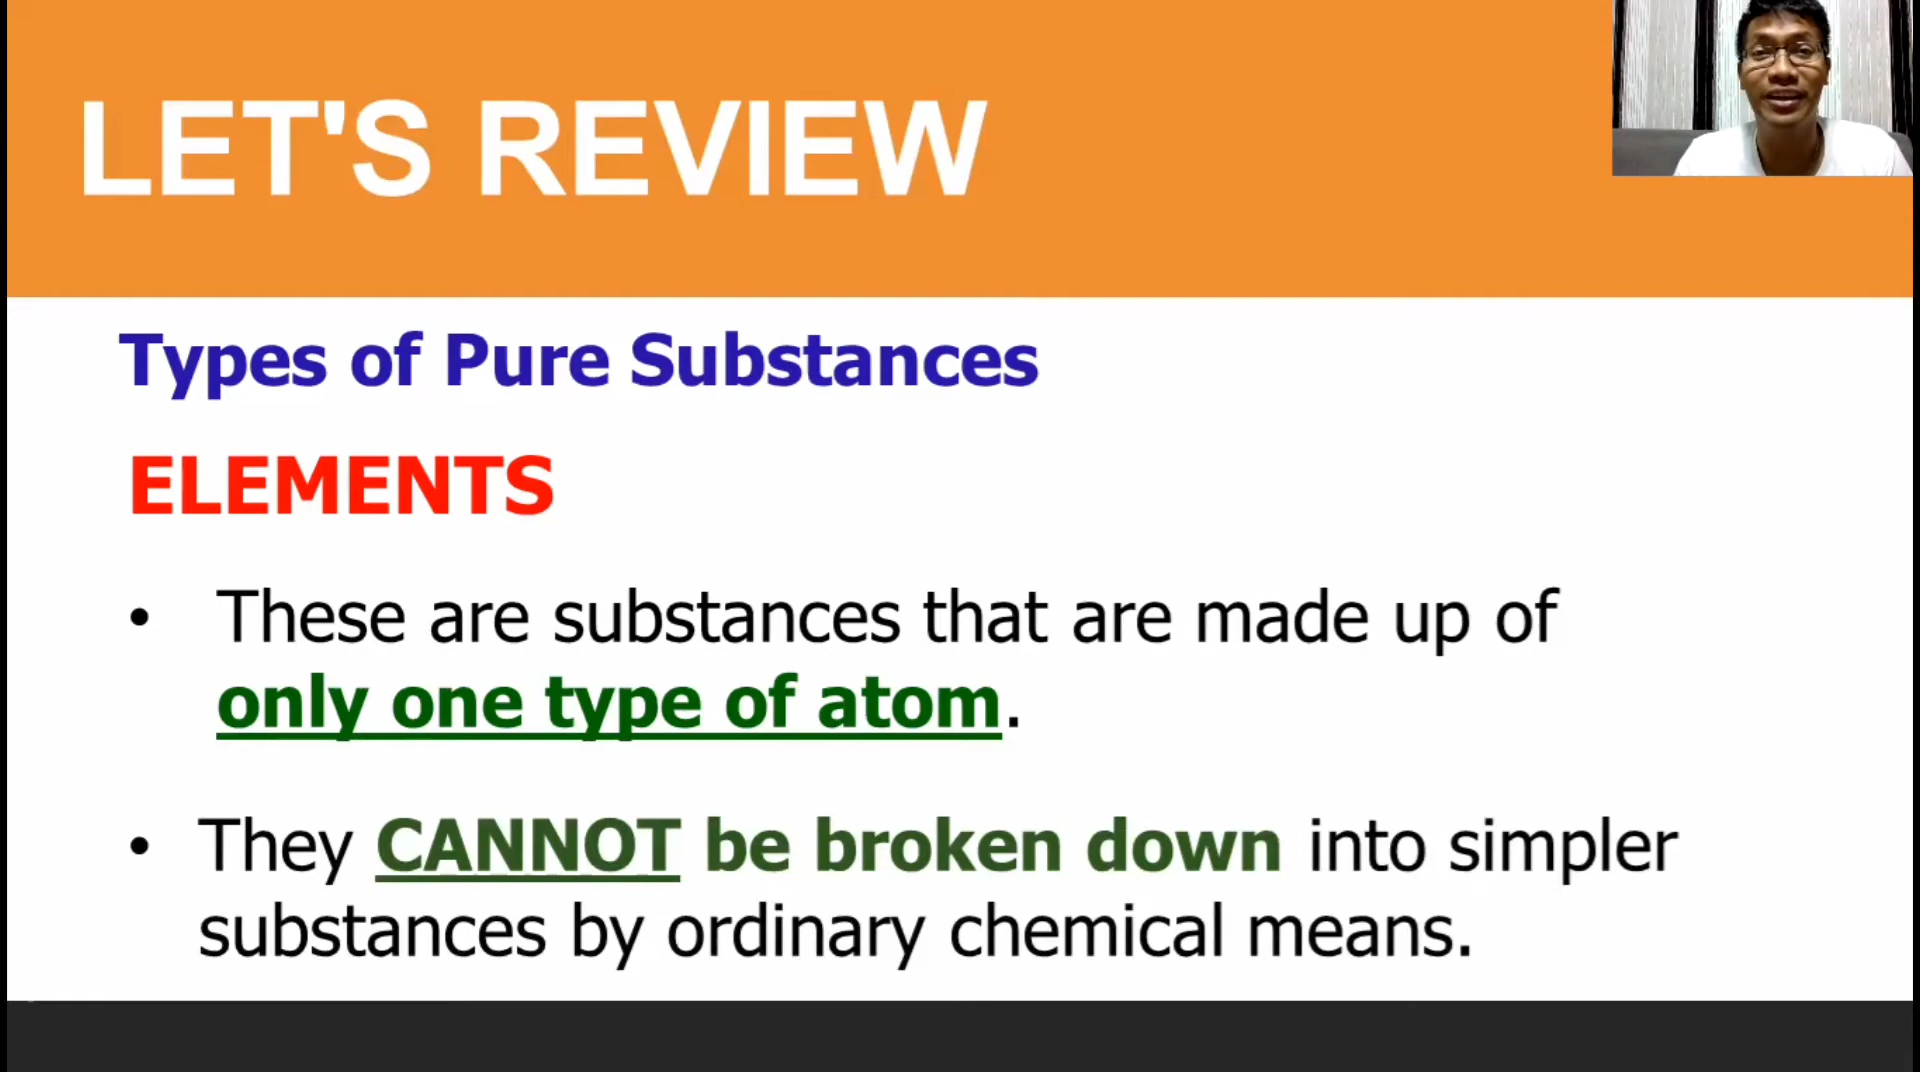 LET'S REVIEW
Types of Pure Substances
ELEMENTS
• These are substances that are made up of
only one type of atom.
• They CANNOT be broken down into simpler
substances by ordinary chemical means.